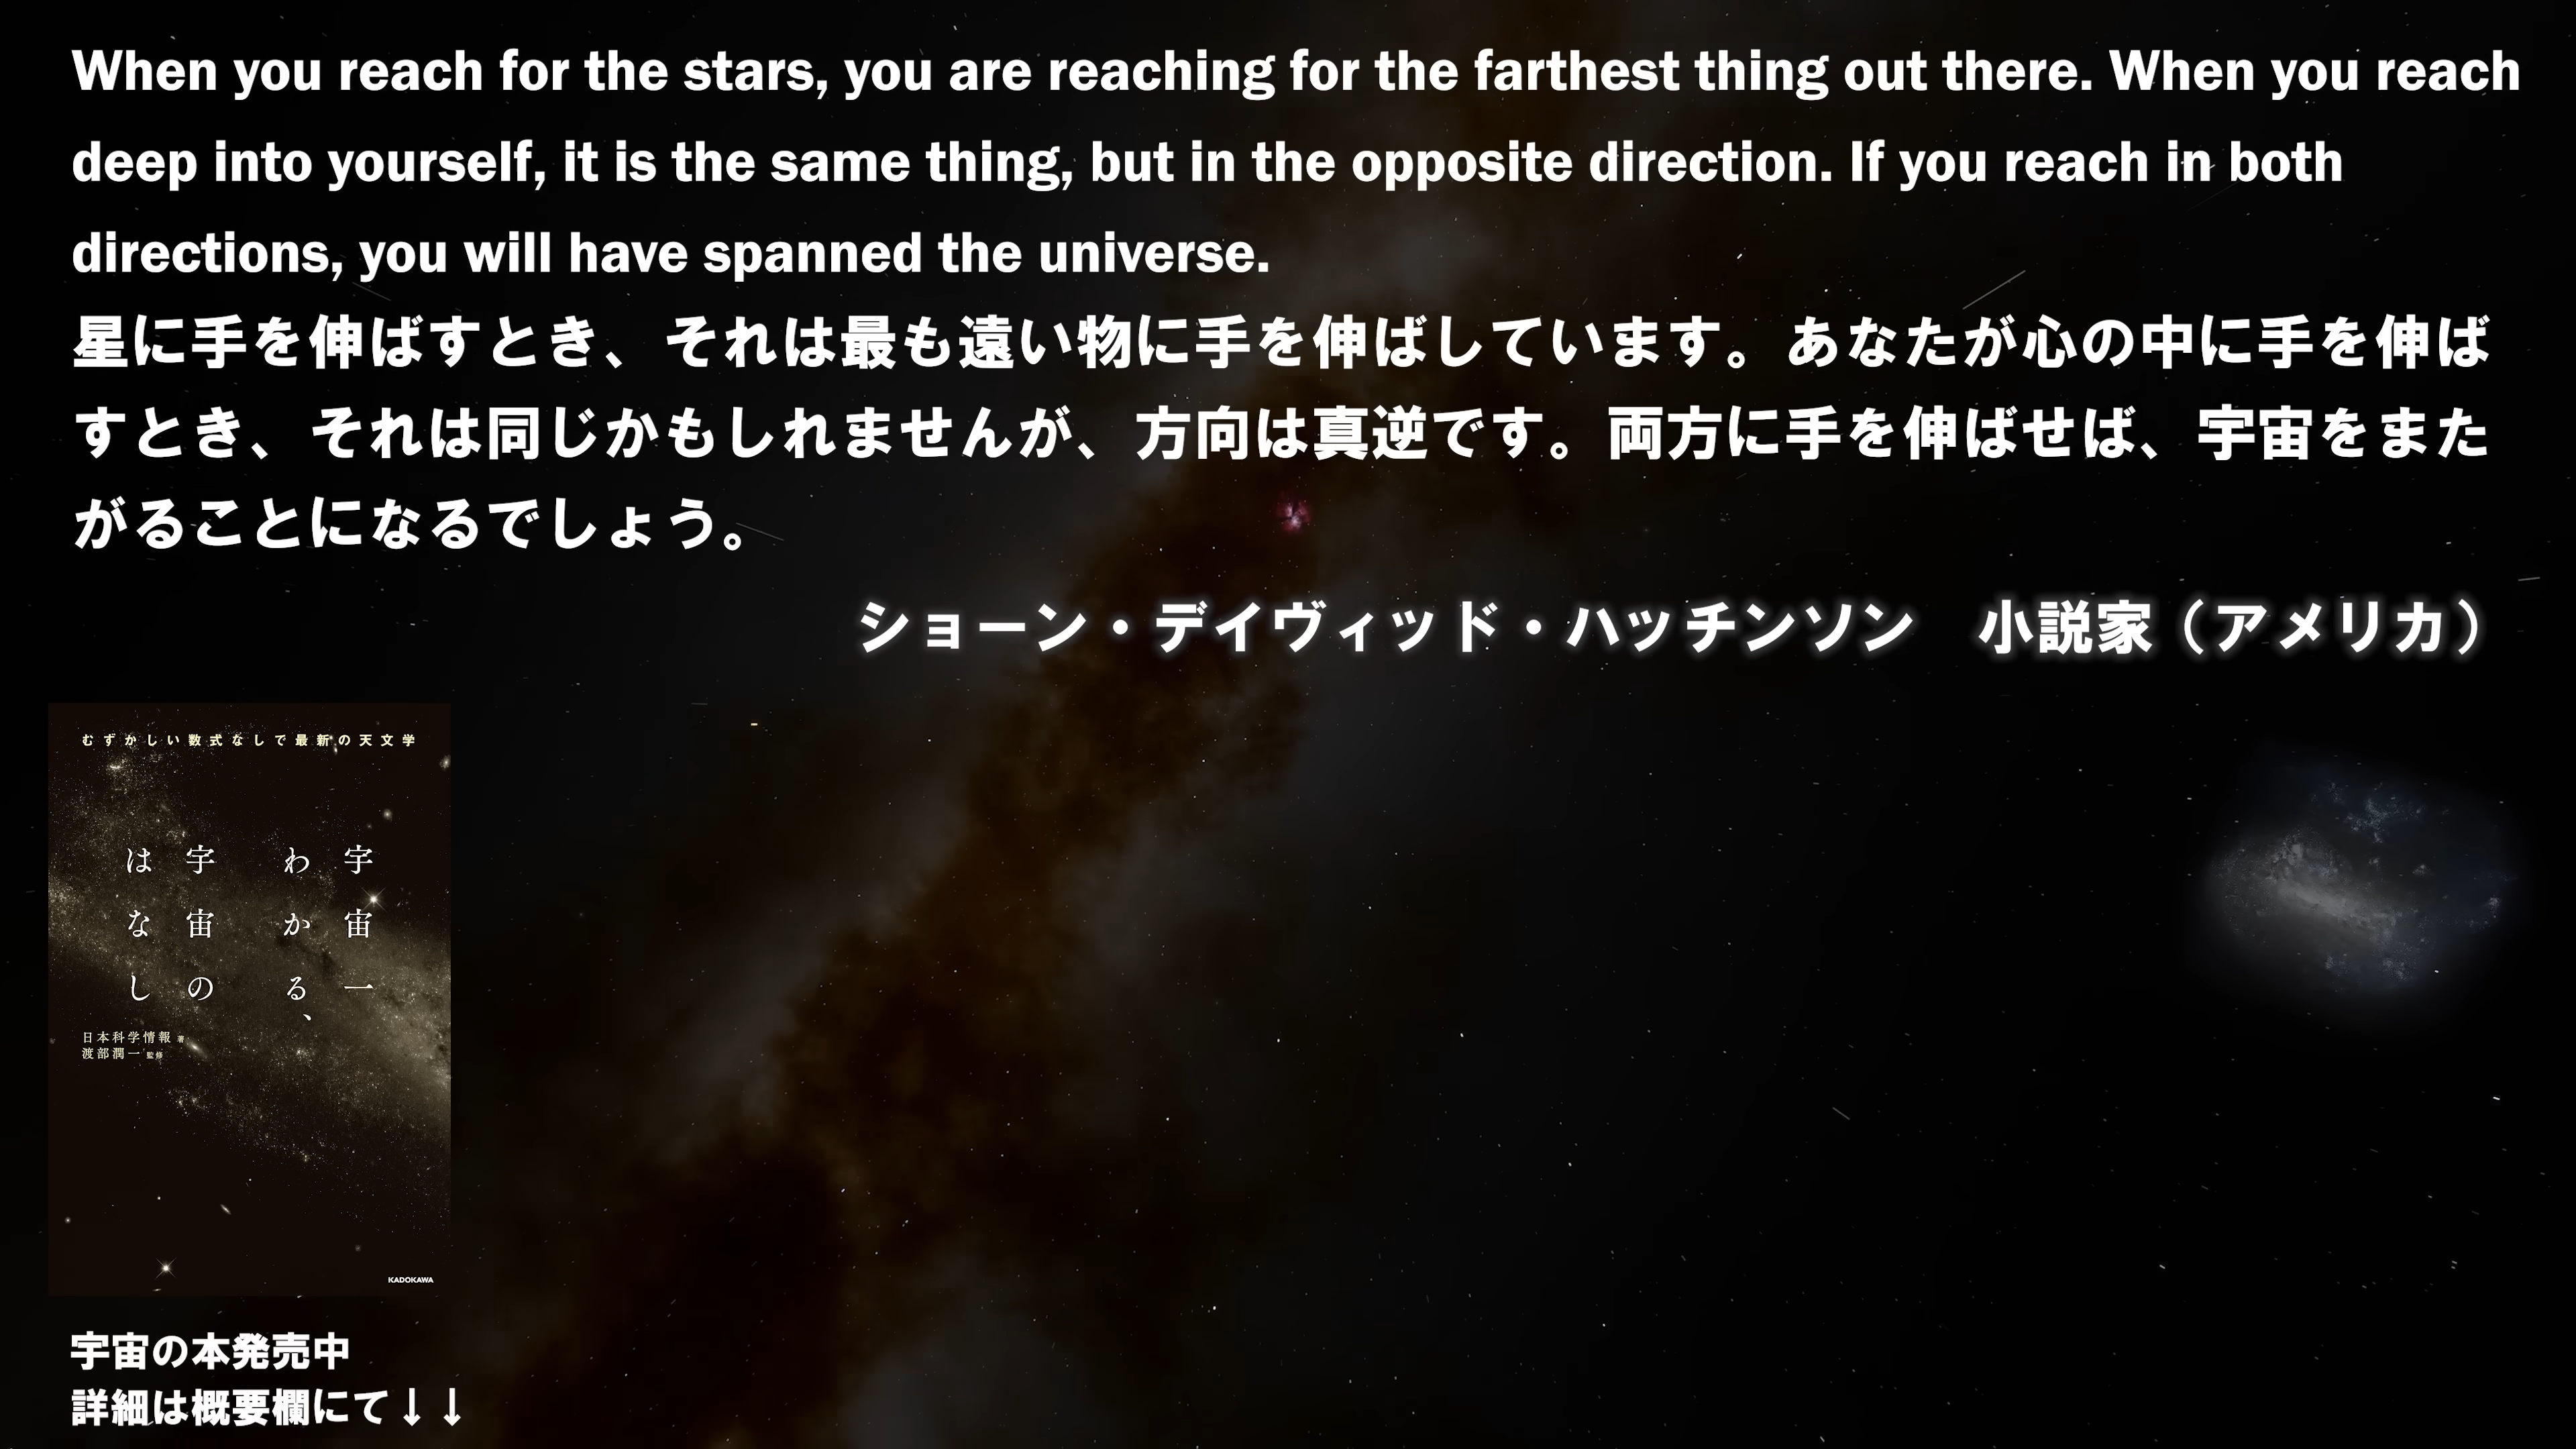 When you reach for the stars, you are reaching for the farthest thing out there. When you reach
deep into yourself, it is the same thing, but in the opposite direction. If you reach in both
directions, you will have spanned the universe.
星に手を伸ばすとき、それは最も遠い物に手を伸ばしています。あなたが心の中に手を伸ば
すとき、それは同じかもしれませんが、方向は真逆です。両方に手を伸ばせば、宇宙をまた
がることになるでしょう。
ショーン・デイヴィッド・ハッチンソン　小説家（アメリカ）
むずかしい数式なしで最新の天文学
宇宙一
わかる、
宇宙の
はなし
日本科学情報 著
渡部潤一 監修
KADOKAWA
宇宙の本発売中
詳細は概要欄にて↓↓